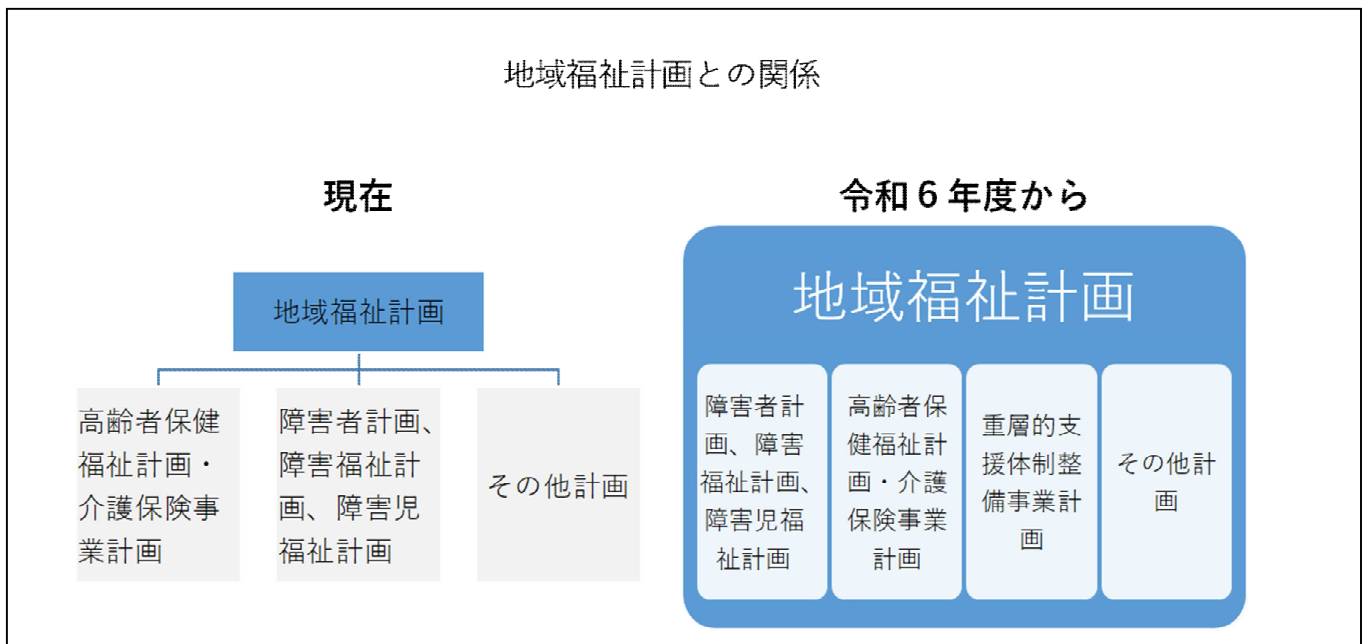 地域福祉計画との関係
現在
地域福祉計画
高齢者保健
福祉計画・
介護保険事
業計画
障害者計画、
障害福祉計
画、障害児
福祉計画
その他計画
令和６年度から
地域福祉計画
障害者計
画、障害
福祉計画、
障害児福
祉計画
高齢者保
健福祉計
画・介護
保険事業
計画
重層的支
援体制整
備事業計
画
その他計
画